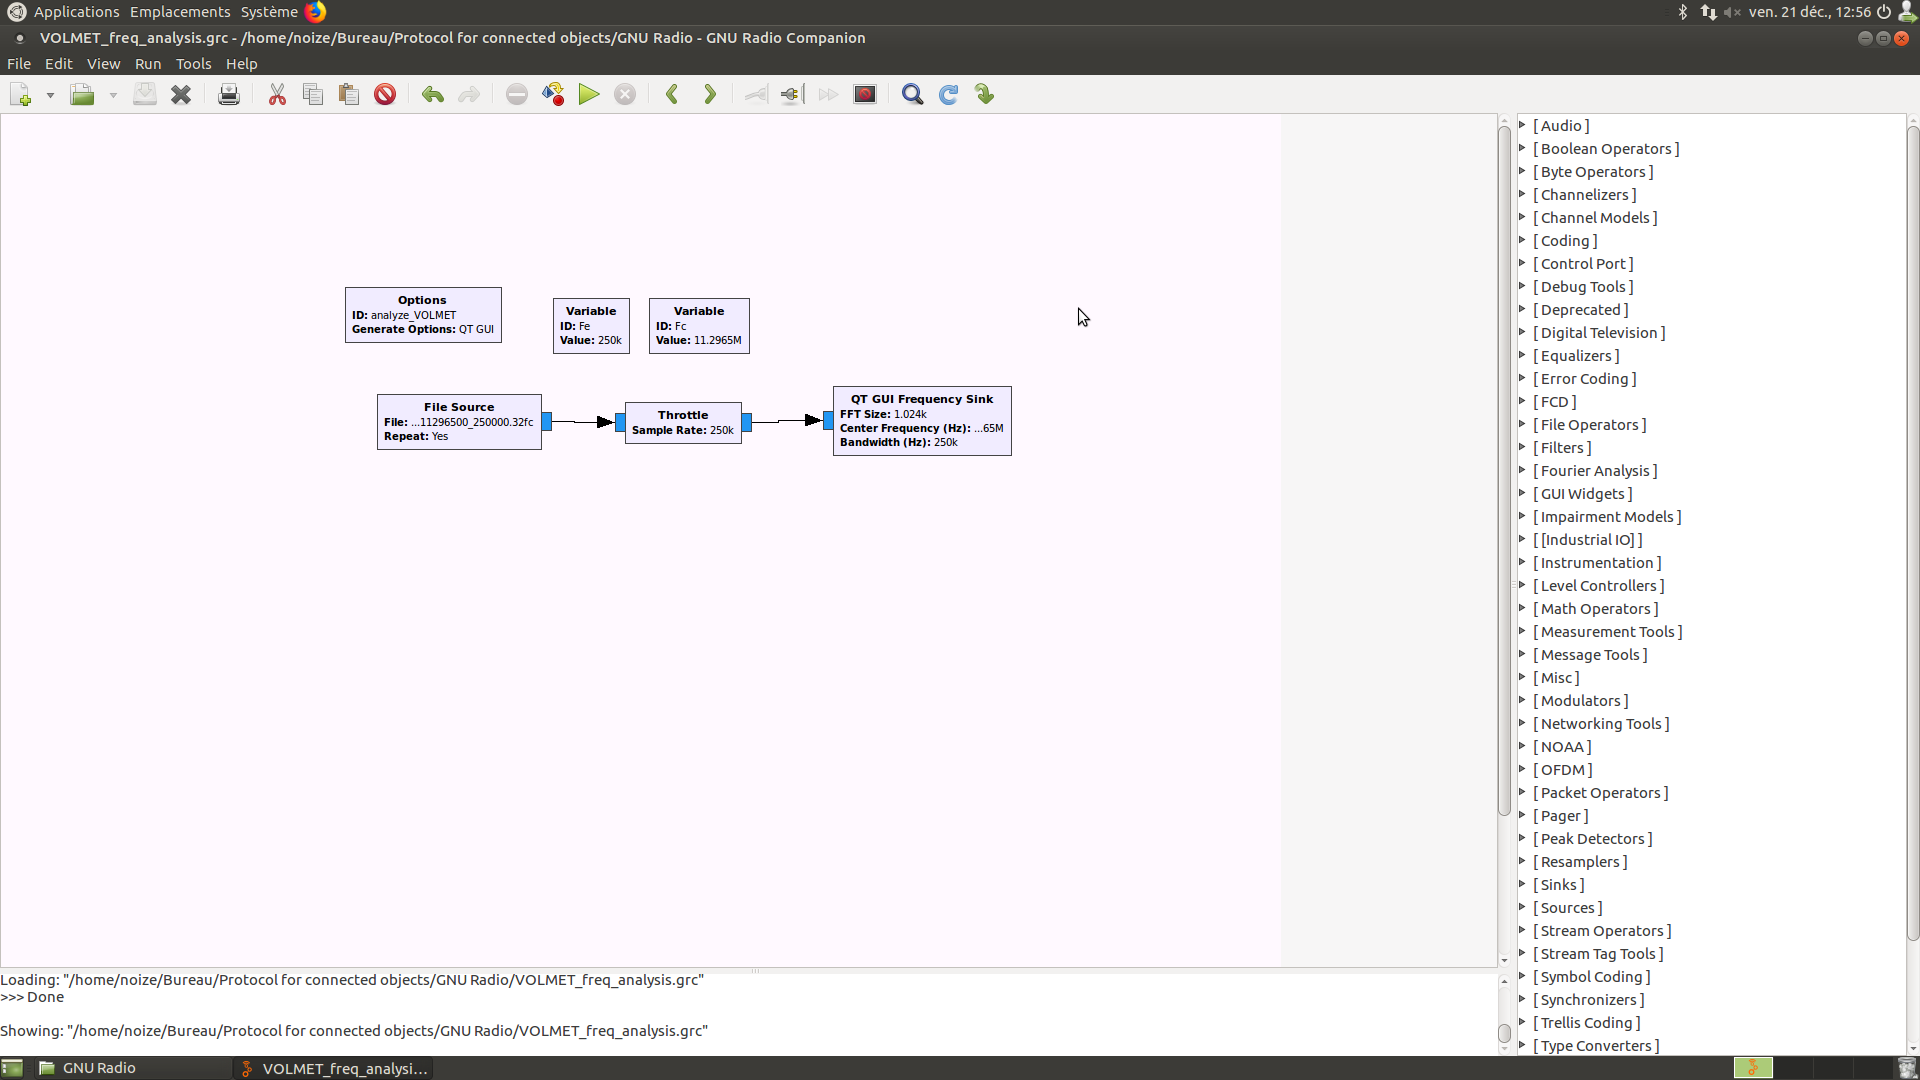 Applications Emplacements Système ven. 21 déc., 12:56
VOLMET_freq_analysis.grc - /home/noize/Bureau/Protocol for connected objects/GNU Radio - GNU Radio Companion
File Edit View Run Tools Help
Options
ID: analyze_VOLMET
Generate Options: QT GUI
Variable
ID: Fe
Value: 250k
Variable
ID: Fc
Value: 11.2965M
File Source
File: ...11296500_250000.32fc
Repeat: Yes
Throttle
Sample Rate: 250k
QT GUI Frequency Sink
FFT Size: 1.024k
Center Frequency (Hz): ...65M
Bandwidth (Hz): 250k
[ Audio ]
[ Boolean Operators ]
[ Byte Operators ]
[ Channelizers ]
[ Channel Models ]
[ Coding ]
[ Control Port ]
[ Debug Tools ]
[ Deprecated ]
[ Digital Television ]
[ Equalizers ]
[ Error Coding ]
[ FCD ]
[ File Operators ]
[ Filters ]
[ Fourier Analysis ]
[ GUI Widgets ]
[ Impairment Models ]
[ [Industrial IO] ]
[ Instrumentation ]
[ Level Controllers ]
[ Math Operators ]
[ Measurement Tools ]
[ Message Tools ]
[ Misc ]
[ Modulators ]
[ Networking Tools ]
[ NOAA ]
[ OFDM ]
[ Packet Operators ]
[ Pager ]
[ Peak Detectors ]
[ Resamplers ]
[ Sinks ]
[ Sources ]
[ Stream Operators ]
[ Stream Tag Tools ]
[ Symbol Coding ]
[ Synchronizers ]
[ Trellis Coding ]
[ Type Converters ]
Loading: "/home/noize/Bureau/Protocol for connected objects/GNU Radio/VOLMET_freq_analysis.grc"
>>> Done
Showing: "/home/noize/Bureau/Protocol for connected objects/GNU Radio/VOLMET_freq_analysis.grc"
GNU Radio
VOLMET_freq_analysi...